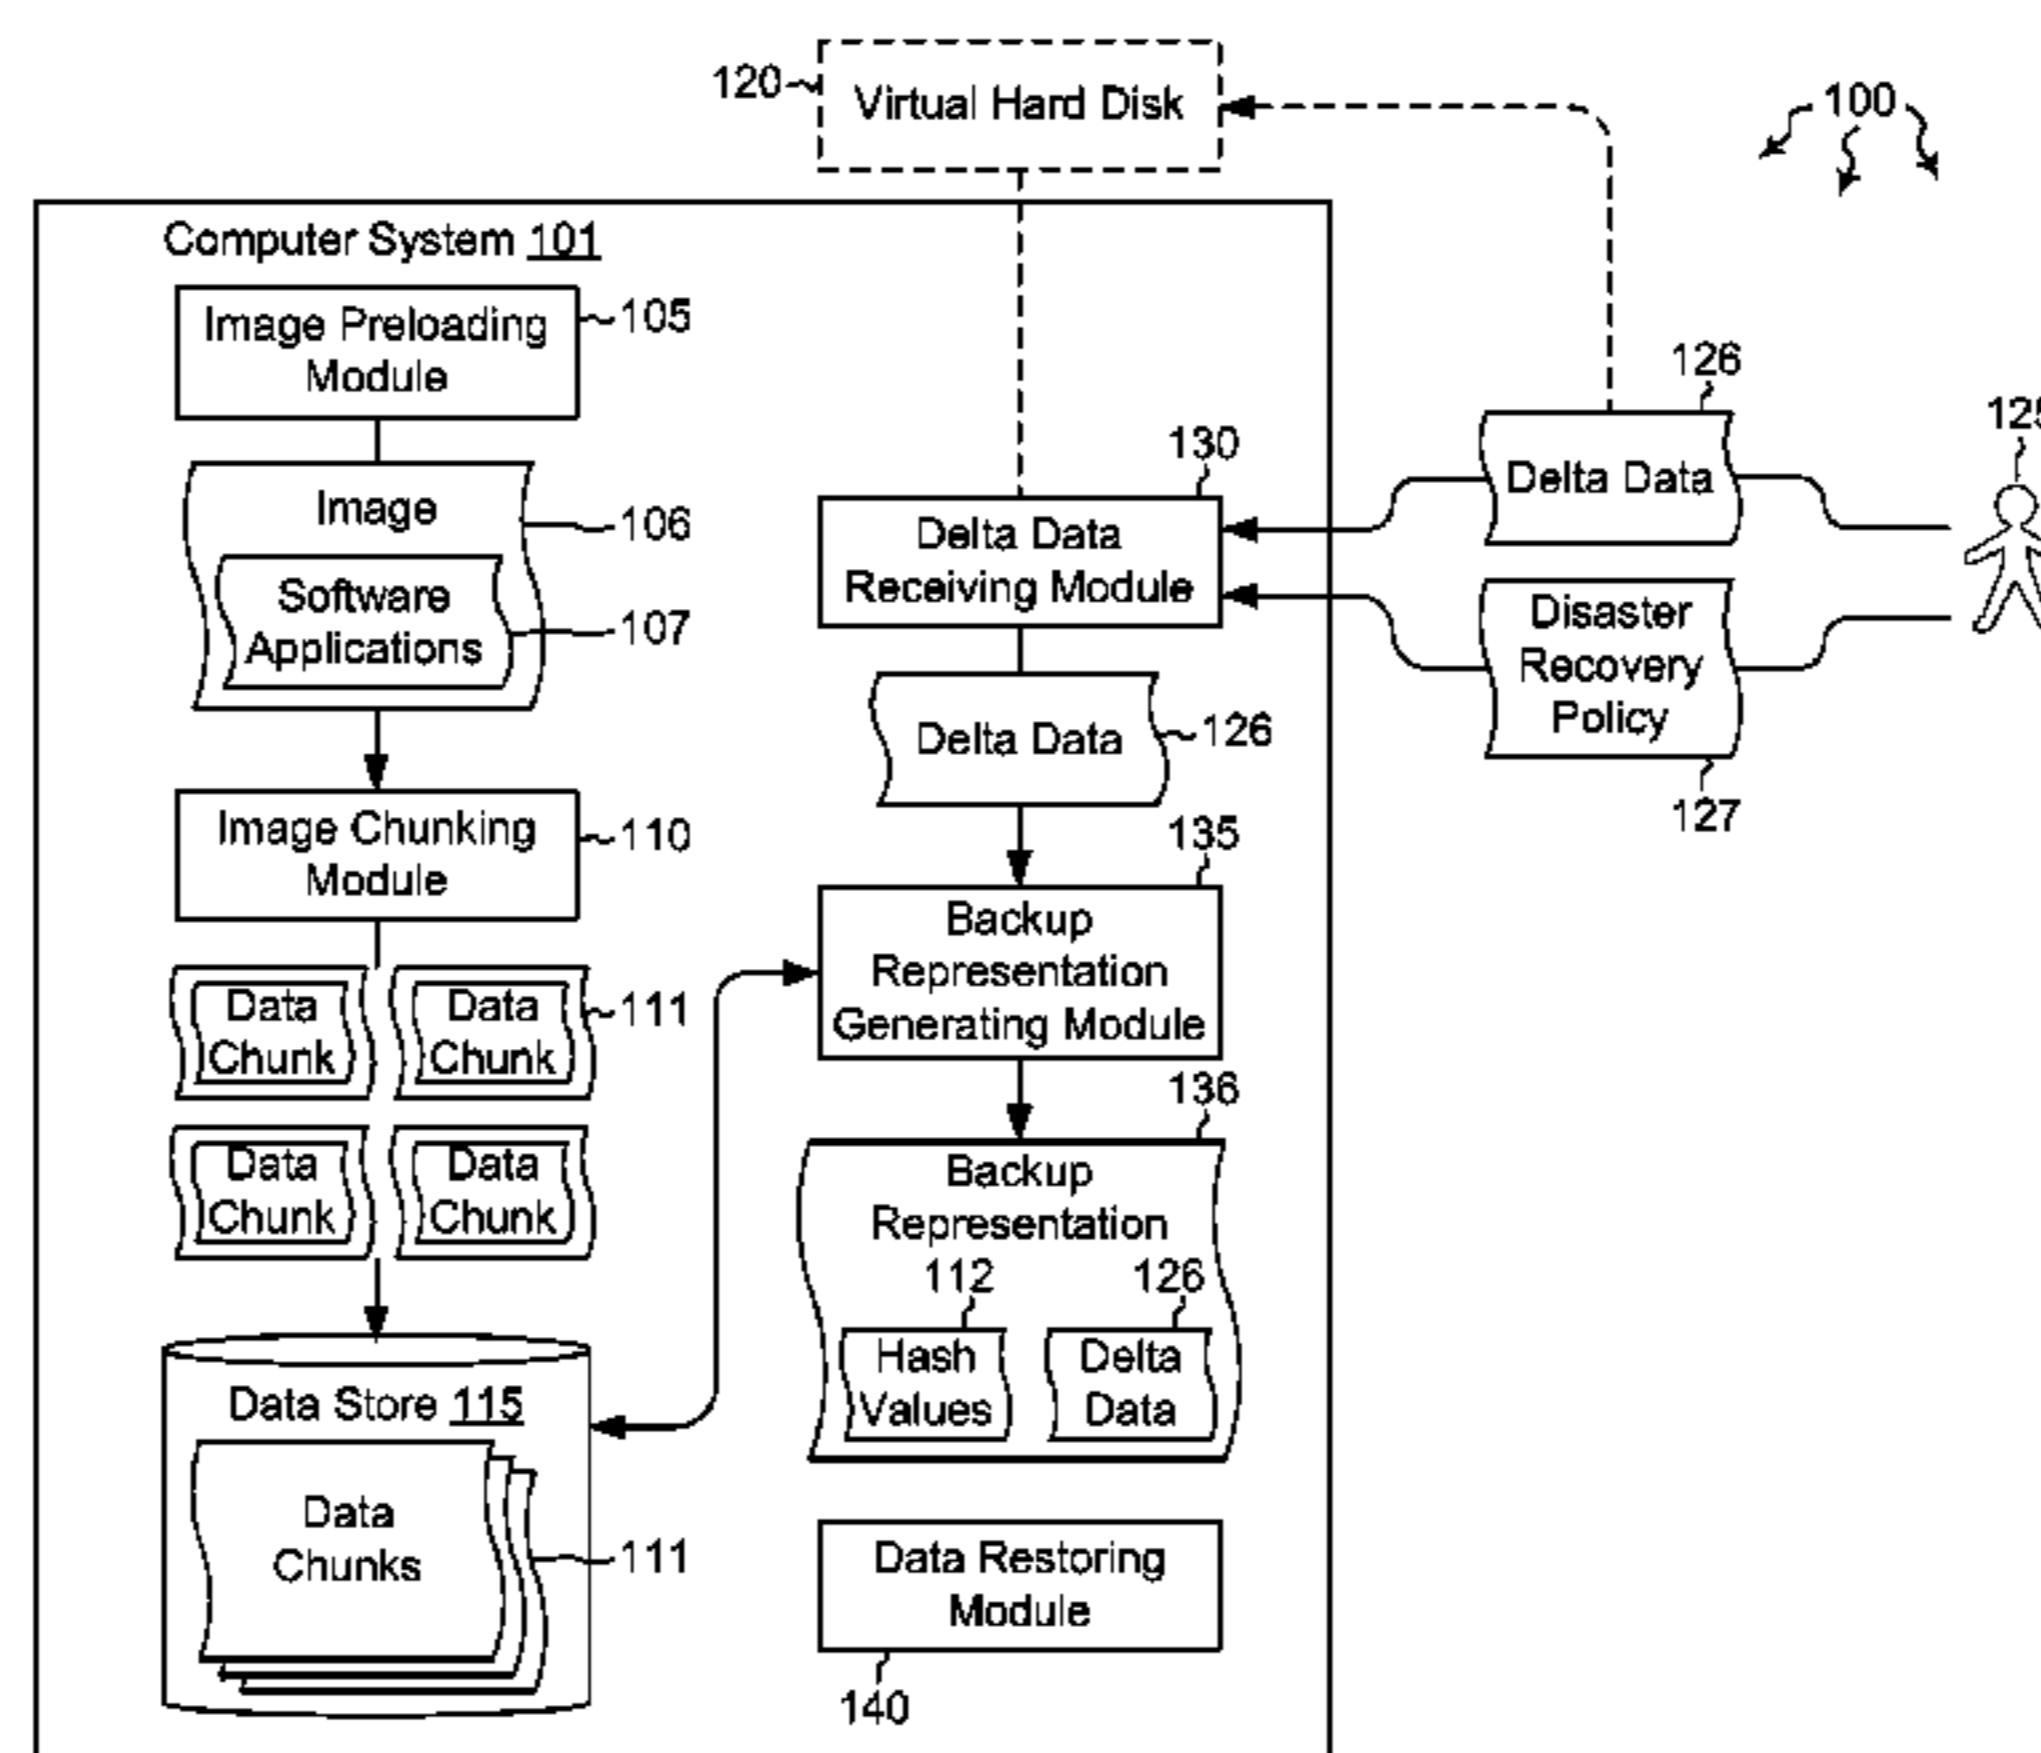 120
Virtual Hard Disk
100
Computer System 101
Image Preloading
Module
105
Image
106
Software
Applications
107
Image Chunking
Module
110
Data
Chunk
Data
Chunk
111
Data
Chunk
Data
Chunk
Data Store 115
Data
Chunks
111
130
Delta Data
Receiving Module
Delta Data
126
135
Backup
Representation
Generating Module
136
Backup
Representation
112
Hash
Values
126
Delta
Data
Data Restoring
Module
140
126
Delta Data
125
Disaster
Recovery
Policy
127